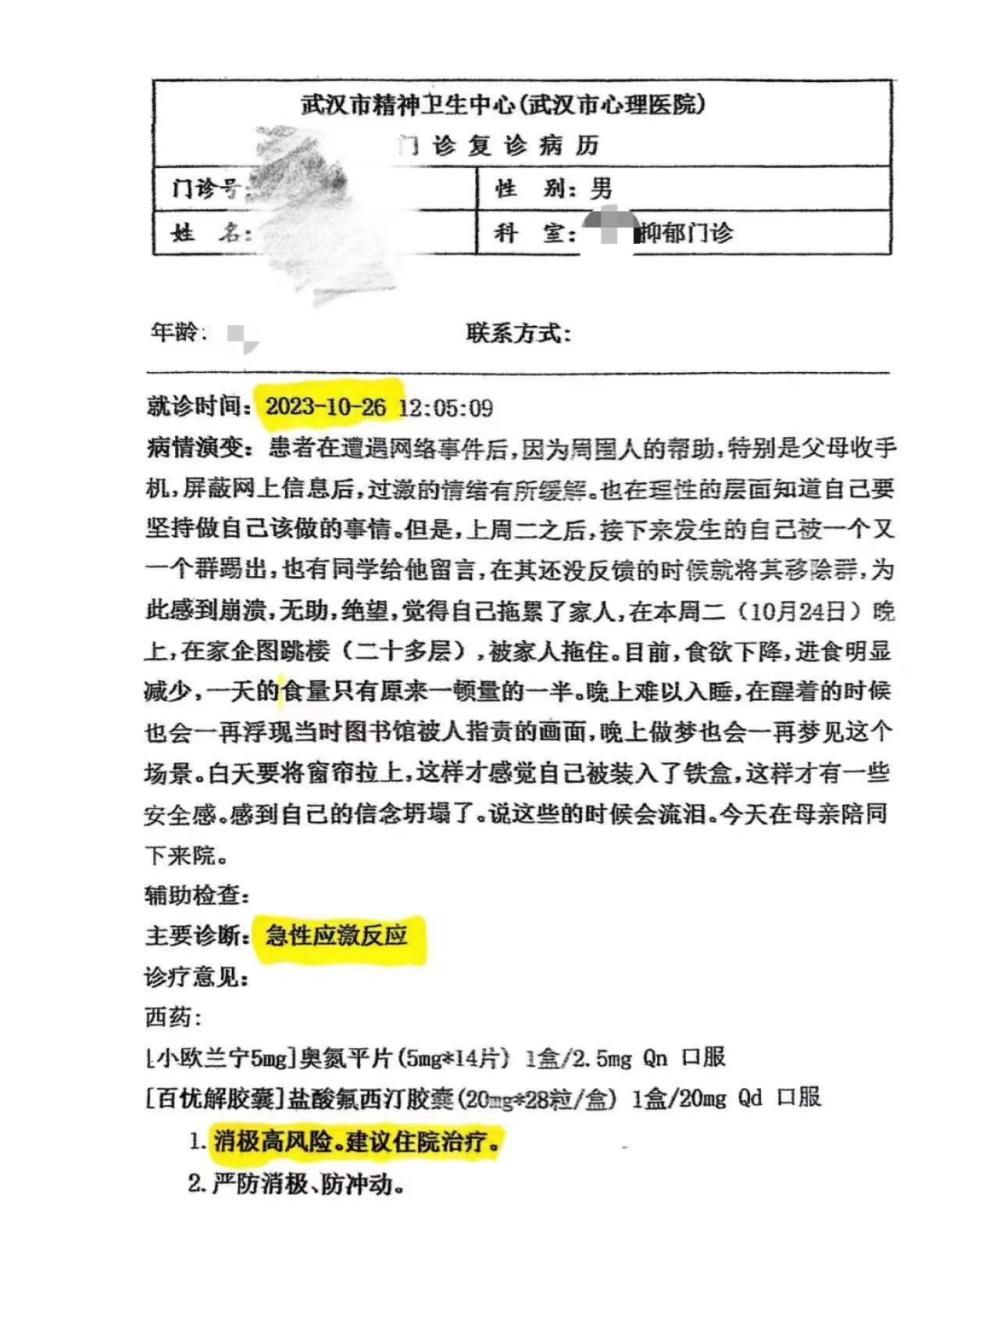 武汉市精神卫生中心(武汉市心理医院)
门诊复诊病历
门诊号:
性 别: 男
姓 名:
科 室: 抑郁门诊
年龄:
联系方式:
就诊时间: 2023-10-26 12:05:09
病情演变: 患者在遭遇网络事件后,因为周围人的帮助,特别是父母收手
机,屏蔽网上信息后,过激的情绪有所缓解。也在理性的层面知道自己要
坚持做自己该做的事情。但是,上周二之后,接下来发生的自己被一个又
一个群踢出,也有同学给他留言,在其还没反馈的时候就将其移除群,为
此感到崩溃,无助,绝望,觉得自己拖累了家人,在本周二(10月24日)晚
上,在家企图跳楼(二十多层),被家人拖住。目前,食欲下降,进食明显
减少,一天的食量只有原来一顿量的一半。晚上难以入睡,在醒着的时候
也会一再浮现当时图书馆被人指责的画面,晚上做梦也会一再梦见这个
场景。白天要将窗帘拉上,这样才感觉自己被装入了铁盒,这样才有一些
安全感。感到自己的信念坍塌了。说这些的时候会流泪。今天在母亲陪同
下来院。
辅助检查:
主要诊断: 急性应激反应
诊疗意见:
西药:
[小欧兰宁5mg]奥氮平片(5mg*14片) 1盒/2.5mg Qn 口服
[百忧解胶囊]盐酸氟西汀胶囊(20mg*28粒/盒) 1盒/20mg Qd 口服
1. 消极高风险。建议住院治疗。
2. 严防消极、防冲动。